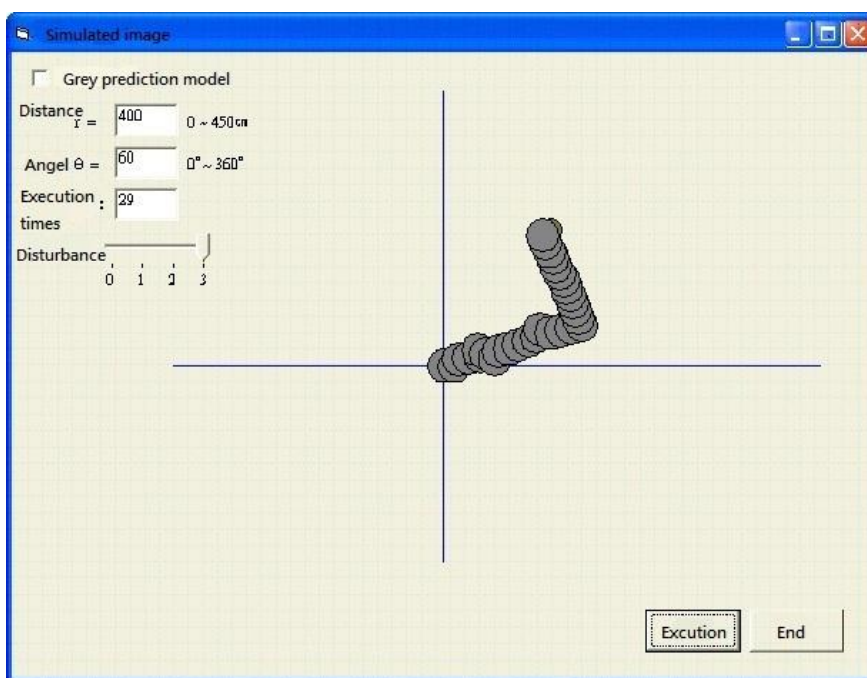 Simulated image
Grey prediction model
Distance r = 400 0 ~ 450cm
Angel θ = 60 0° ~ 360°
Execution times : 29
Disturbance
0 1 2 3
Excution End